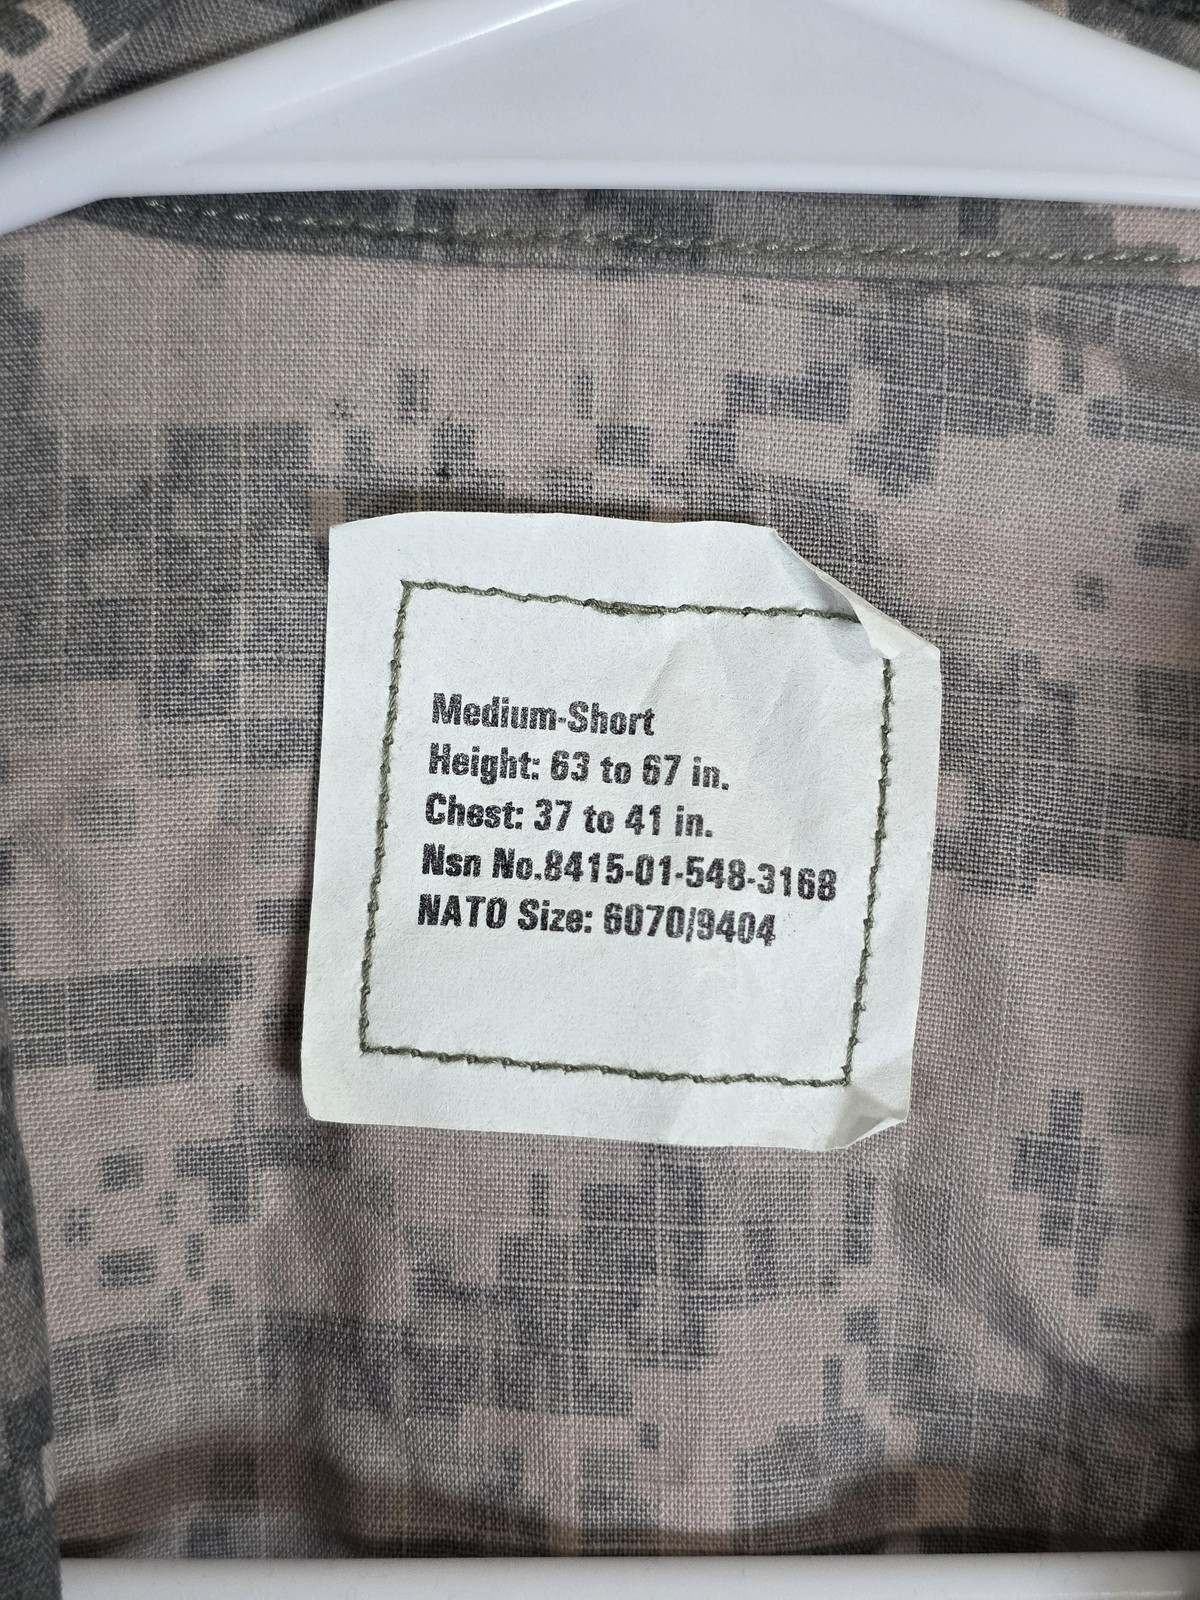 Medium-Short
Height: 63 to 67 in.
Chest: 37 to 41 in.
Nsn No.8415-01-548-3168
NATO Size: 6070/9404